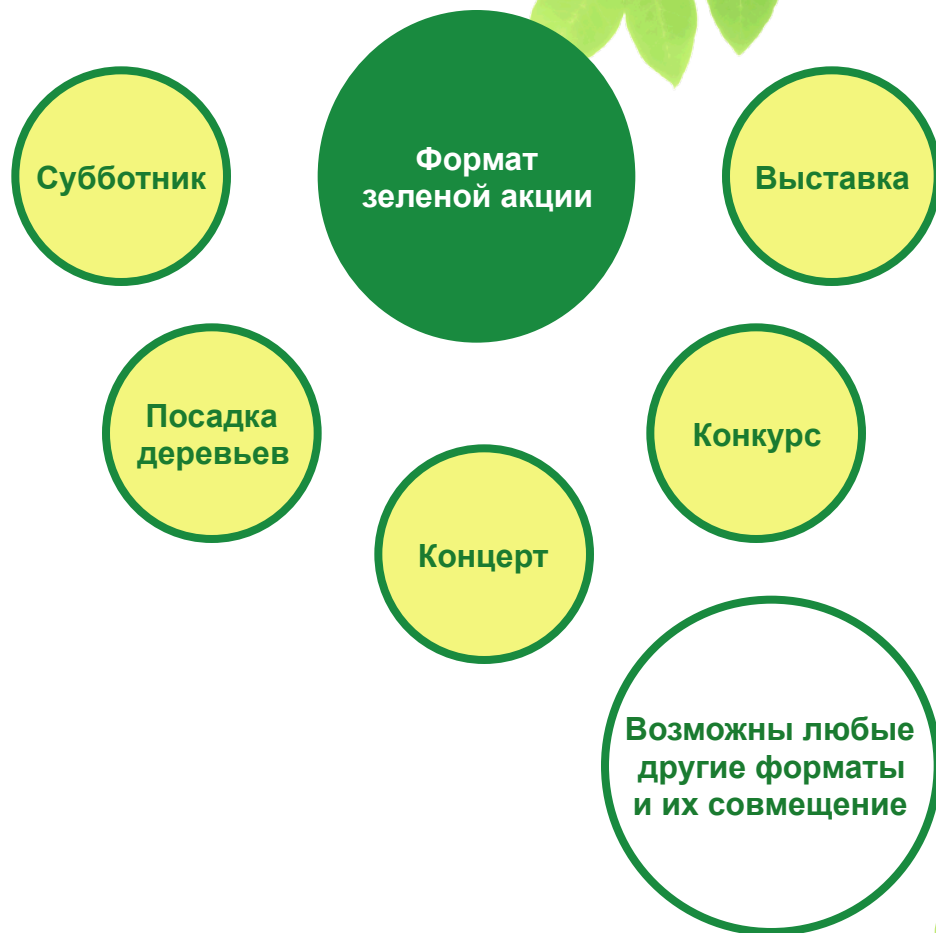 Формат
зеленой акции
Субботник
Выставка
Посадка
деревьев
Конкурс
Концерт
Возможны любые
другие форматы
и их совмещение